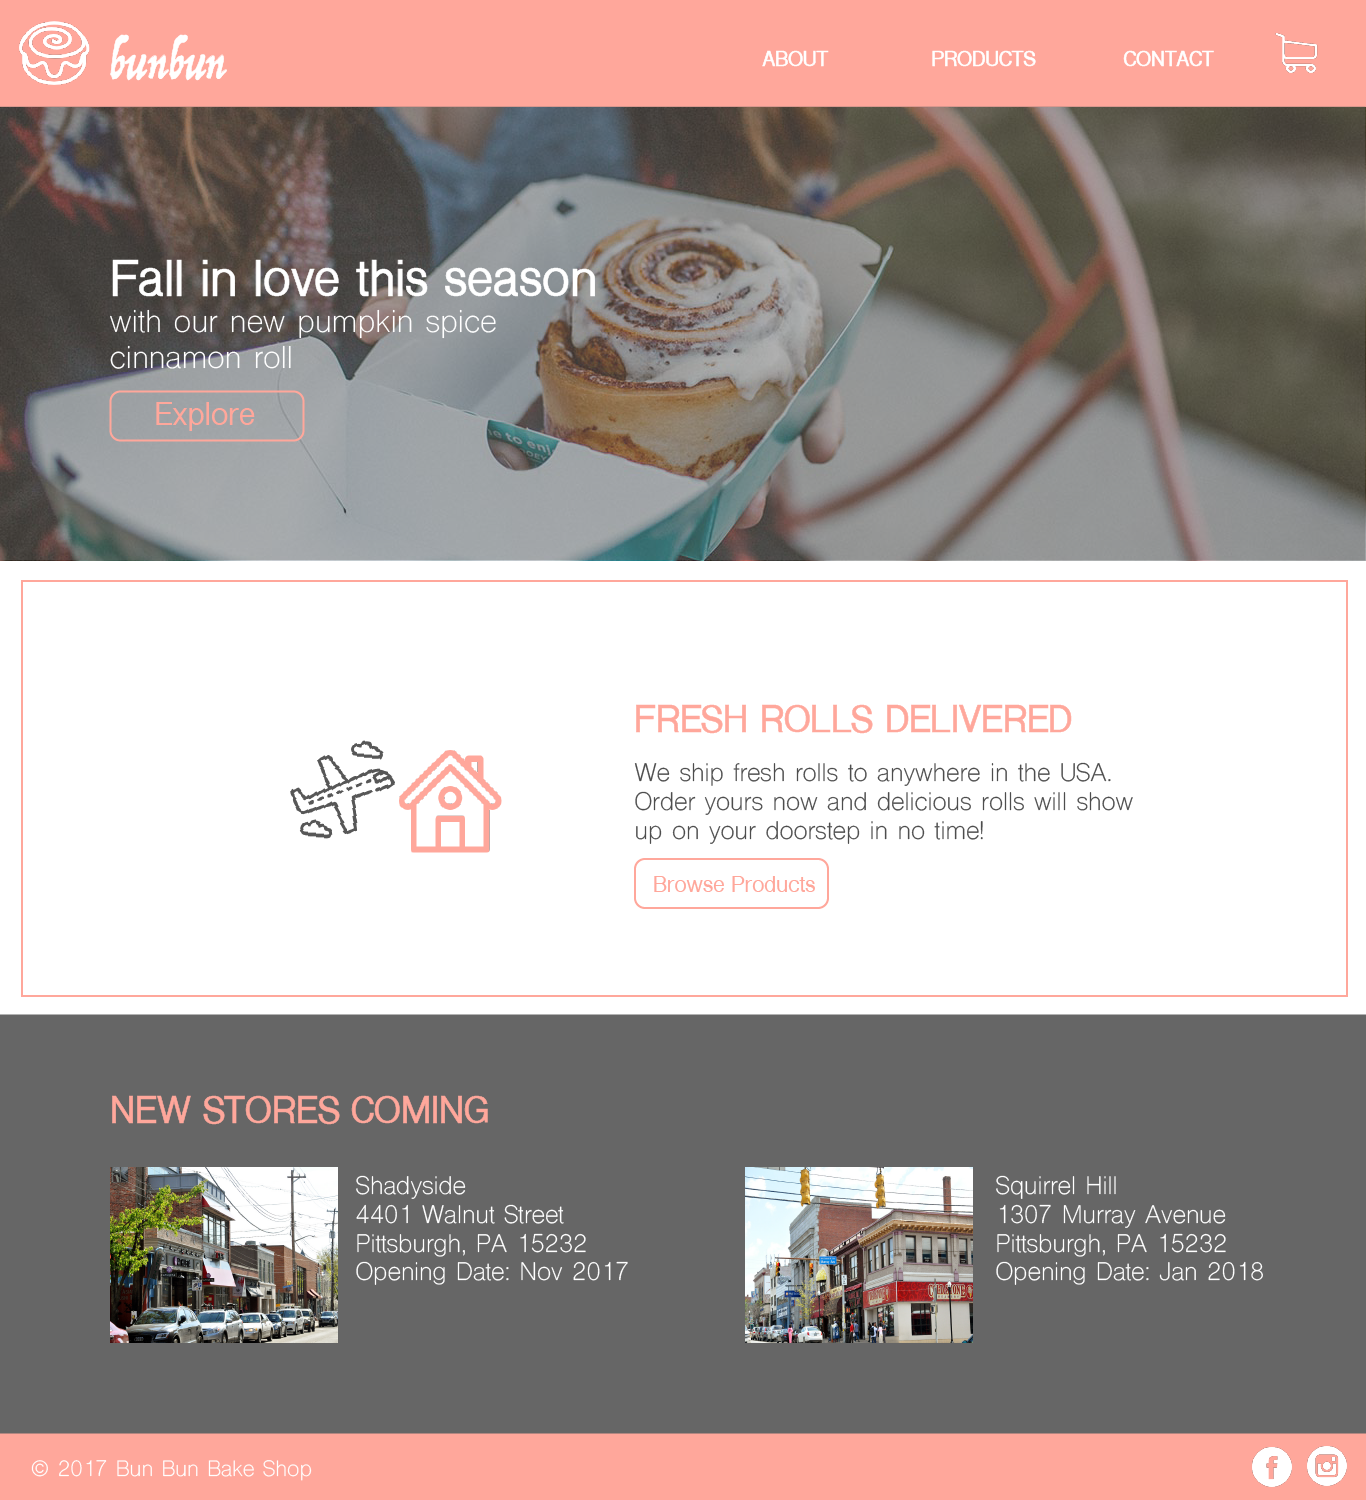 bunbun
ABOUT PRODUCTS CONTACT
Fall in love this season
with our new pumpkin spice
cinnamon roll
Explore
e to enj
FRESH ROLLS DELIVERED
We ship fresh rolls to anywhere in the USA.
Order yours now and delicious rolls will show
up on your doorstep in no time!
Browse Products
NEW STORES COMING
Shadyside
4401 Walnut Street
Pittsburgh, PA 15232
Opening Date: Nov 2017
Squirrel Hill
1307 Murray Avenue
Pittsburgh, PA 15232
Opening Date: Jan 2018
© 2017 Bun Bun Bake Shop